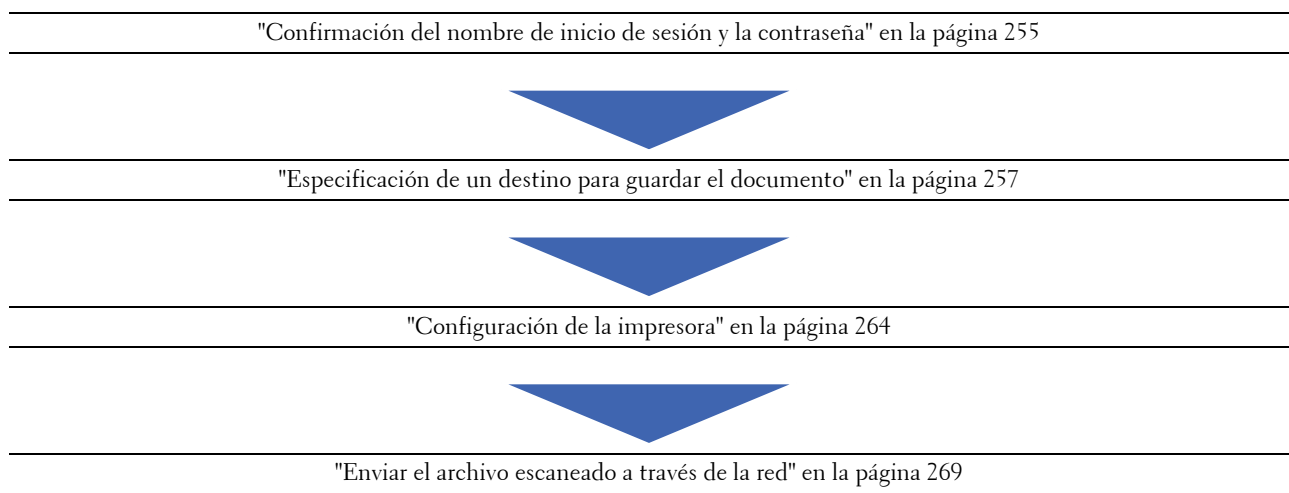 "Confirmación del nombre de inicio de sesión y la contraseña" en la página 255
"Especificación de un destino para guardar el documento" en la página 257
"Configuración de la impresora" en la página 264
"Enviar el archivo escaneado a través de la red" en la página 269